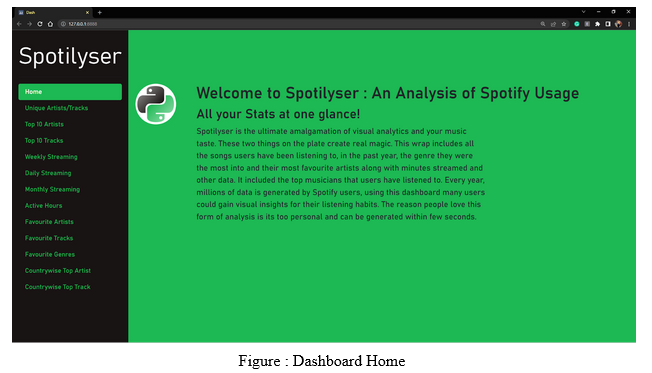 Dash
127.0.0.1:8888
Spotilyser
Home
Unique Artists/Tracks
Top 10 Artists
Top 10 Tracks
Weekly Streaming
Daily Streaming
Monthly Streaming
Active Hours
Favourite Artists
Favourite Tracks
Favourite Genres
Countrywise Top Artist
Countrywise Top Track
Welcome to Spotilyser : An Analysis of Spotify Usage
All your Stats at one glance!
Spotilyser is the ultimate amalgamation of visual analytics and your music
taste. These two things on the plate create real magic. This wrap includes all
the songs users have been listening to, in the past year, the genre they were
the most into and their most favourite artists along with minutes streamed and
other data. It included the top musicians that users have listened to. Every year,
millions of data is generated by Spotify users, using this dashboard many users
could gain visual insights for their listening habits. The reason people love this
form of analysis is its too personal and can be generated within few seconds.
Figure : Dashboard Home